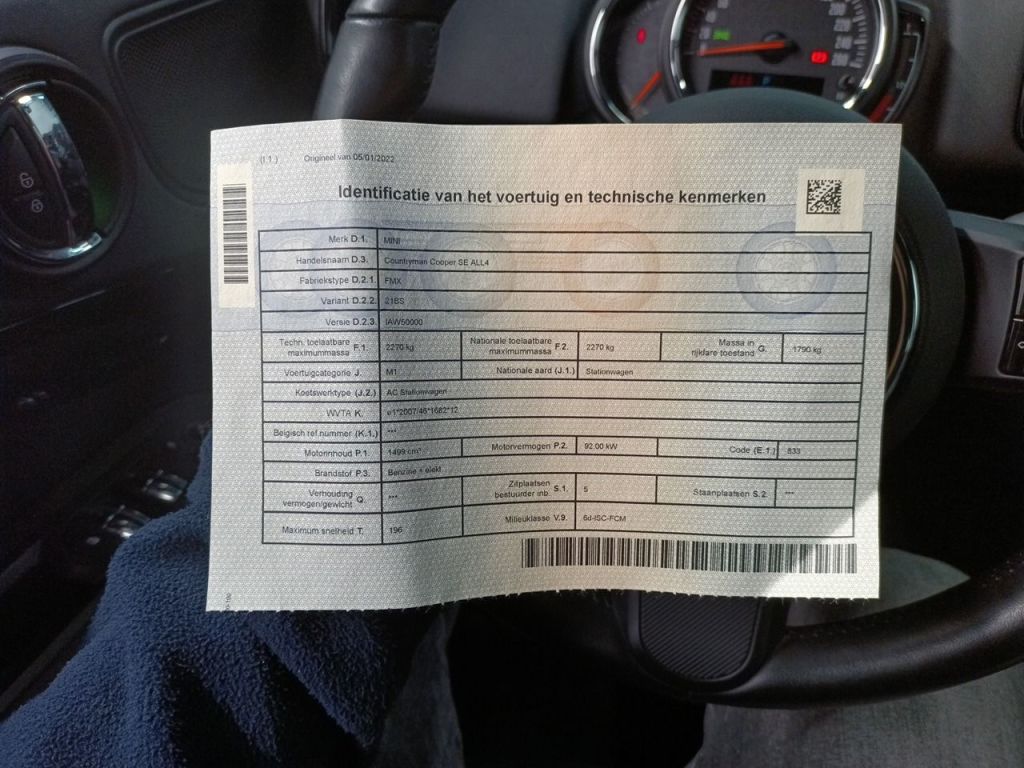 (I.1.) Origineel van 05/01/2022
Identificatie van het voertuig en technische kenmerken
Merk D.1. MINI
Handelsnaam D.3. Countryman Cooper SE ALL4
Fabriekstype D.2.1. FMX
Variant D.2.2. 21BS
Versie D.2.3. IAW50000
Techn. toelaatbare maximummassa F.1. 2270 kg Nationale toelaatbare maximummassa F.2. 2270 kg Massa in rijklare toestand G. 1790 kg
Voertuigcategorie J. M1 Nationale aard (J.1.) Stationwagen
Koetswerktype (J.2.) AC Stationwagen
WVTA K. e1*2007/46*1682*12
Belgisch ref.nummer (K.1.) ***
Motorinhoud P.1. 1499 cm³ Motorvermogen P.2. 92.00 kW Code (E.1.) 833
Brandstof P.3. Benzine + elekt
Verhouding vermogen/gewicht Q. *** Zitplaatsen bestuurder inb S.1. 5 Staanplaatsen S.2. ***
Maximum snelheid T. 196 Milieuklasse V.9. 6d-ISC-FCM